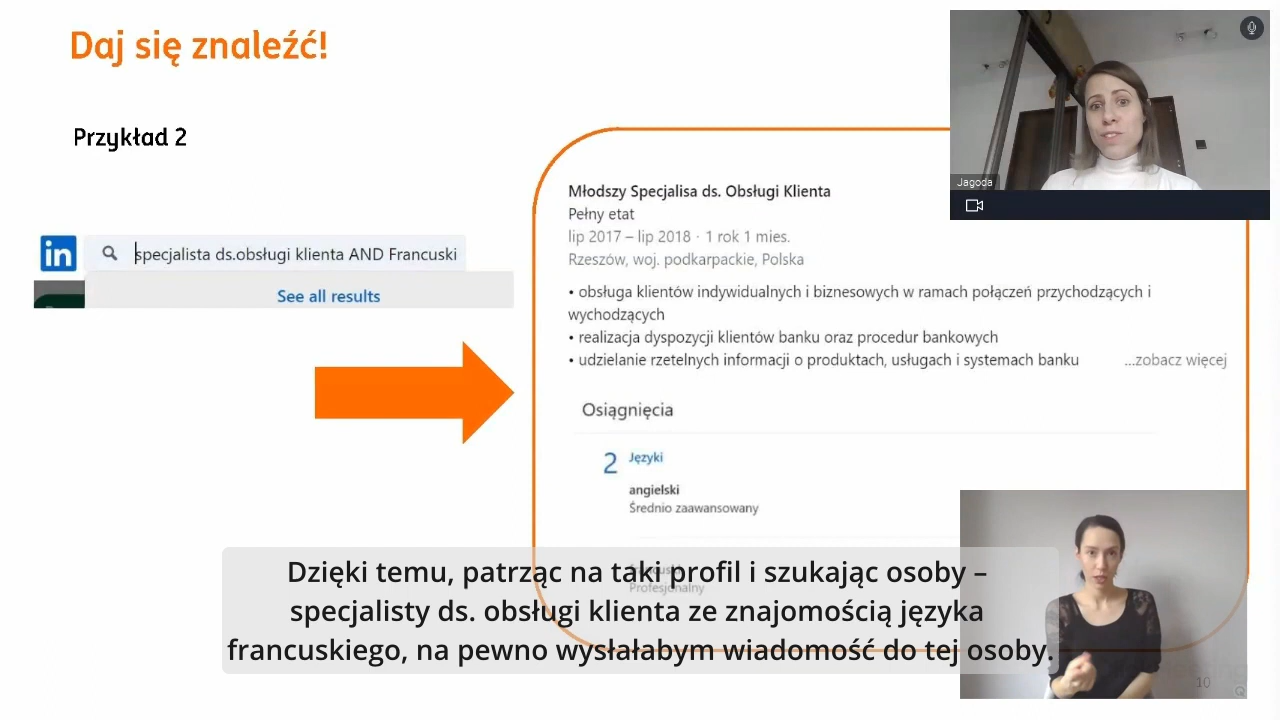 Daj się znaleźć!
Przykład 2
Jagoda
in
specjalista ds.obsługi klienta AND Francuski
See all results
Młodszy Specjalisa ds. Obsługi Klienta
Pełny etat
lip 2017 – lip 2018 · 1 rok 1 mies.
Rzeszów, woj. podkarpackie, Polska
• obsługa klientów indywidualnych i biznesowych w ramach połączeń przychodzących i
wychodzących
• realizacja dyspozycji klientów banku oraz procedur bankowych
• udzielanie rzetelnych informacji o produktach, usługach i systemach banku ...zobacz więcej
Osiągnięcia
2 Języki
angielski
Średnio zaawansowany
Profesjonalny
Dzięki temu, patrząc na taki profil i szukając osoby –
specjalisty ds. obsługi klienta ze znajomością języka
francuskiego, na pewno wysłałabym wiadomość do tej osoby.
10